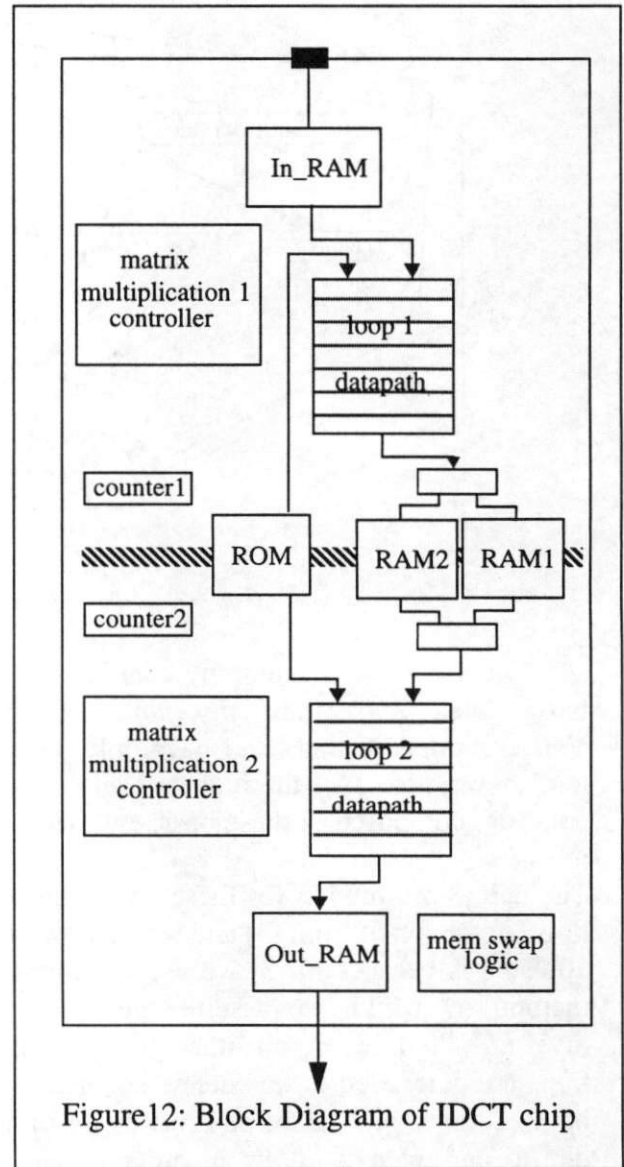 In_RAM
matrix
multiplication 1
controller
loop 1
datapath
counter1
ROM
RAM2
RAM1
counter2
matrix
multiplication 2
controller
loop 2
datapath
Out_RAM
mem swap
logic
Figure12: Block Diagram of IDCT chip